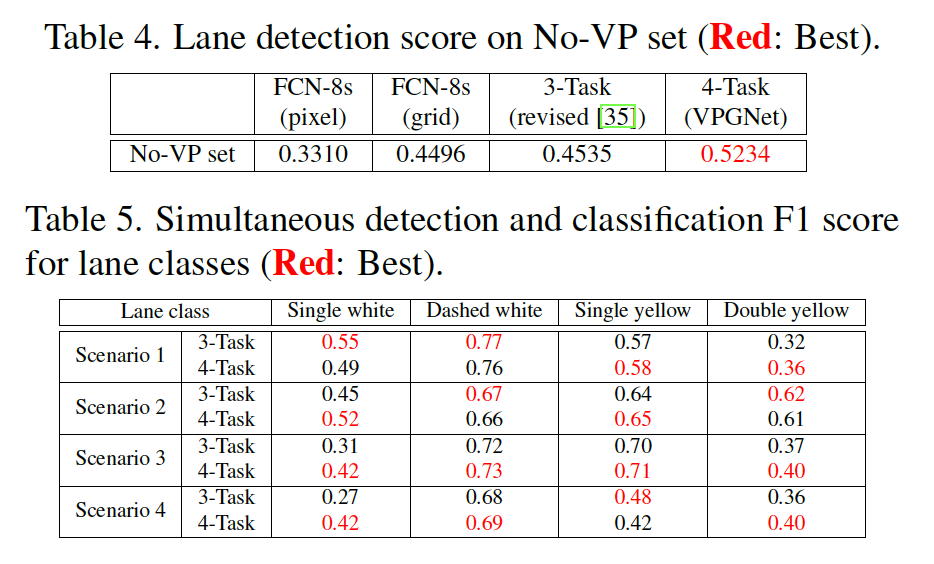 Table 4. Lane detection score on No-VP set (Red: Best).
FCN-8s FCN-8s 3-Task 4-Task
(pixel) (grid) (revised [35]) (VPGNet)
No-VP set 0.3310 0.4496 0.4535 0.5234
Table 5. Simultaneous detection and classification F1 score
for lane classes (Red: Best).
Lane class Single white Dashed white Single yellow Double yellow
Scenario 1 3-Task 0.55 0.77 0.57 0.32
4-Task 0.49 0.76 0.58 0.36
Scenario 2 3-Task 0.45 0.67 0.64 0.62
4-Task 0.52 0.66 0.65 0.61
Scenario 3 3-Task 0.31 0.72 0.70 0.37
4-Task 0.42 0.73 0.71 0.40
Scenario 4 3-Task 0.27 0.68 0.48 0.36
4-Task 0.42 0.69 0.42 0.40